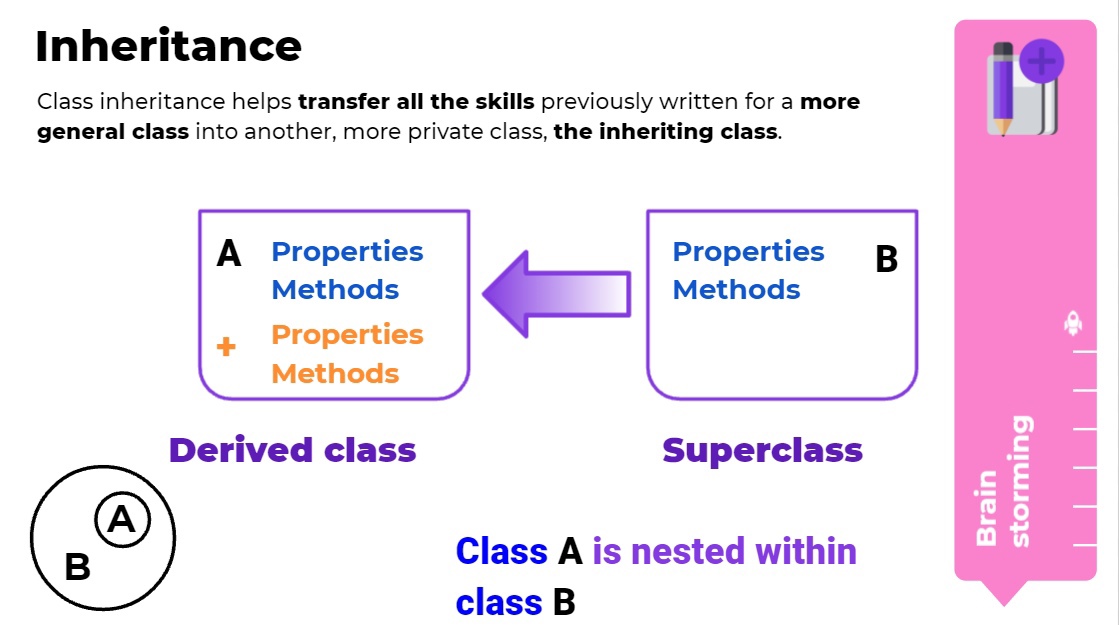 Inheritance
Class inheritance helps transfer all the skills previously written for a more
general class into another, more private class, the inheriting class.
A Properties
Methods
+ Properties
Methods
Properties B
Methods
Derived class
Superclass
A
B
Class A is nested within
class B
Brain
storming